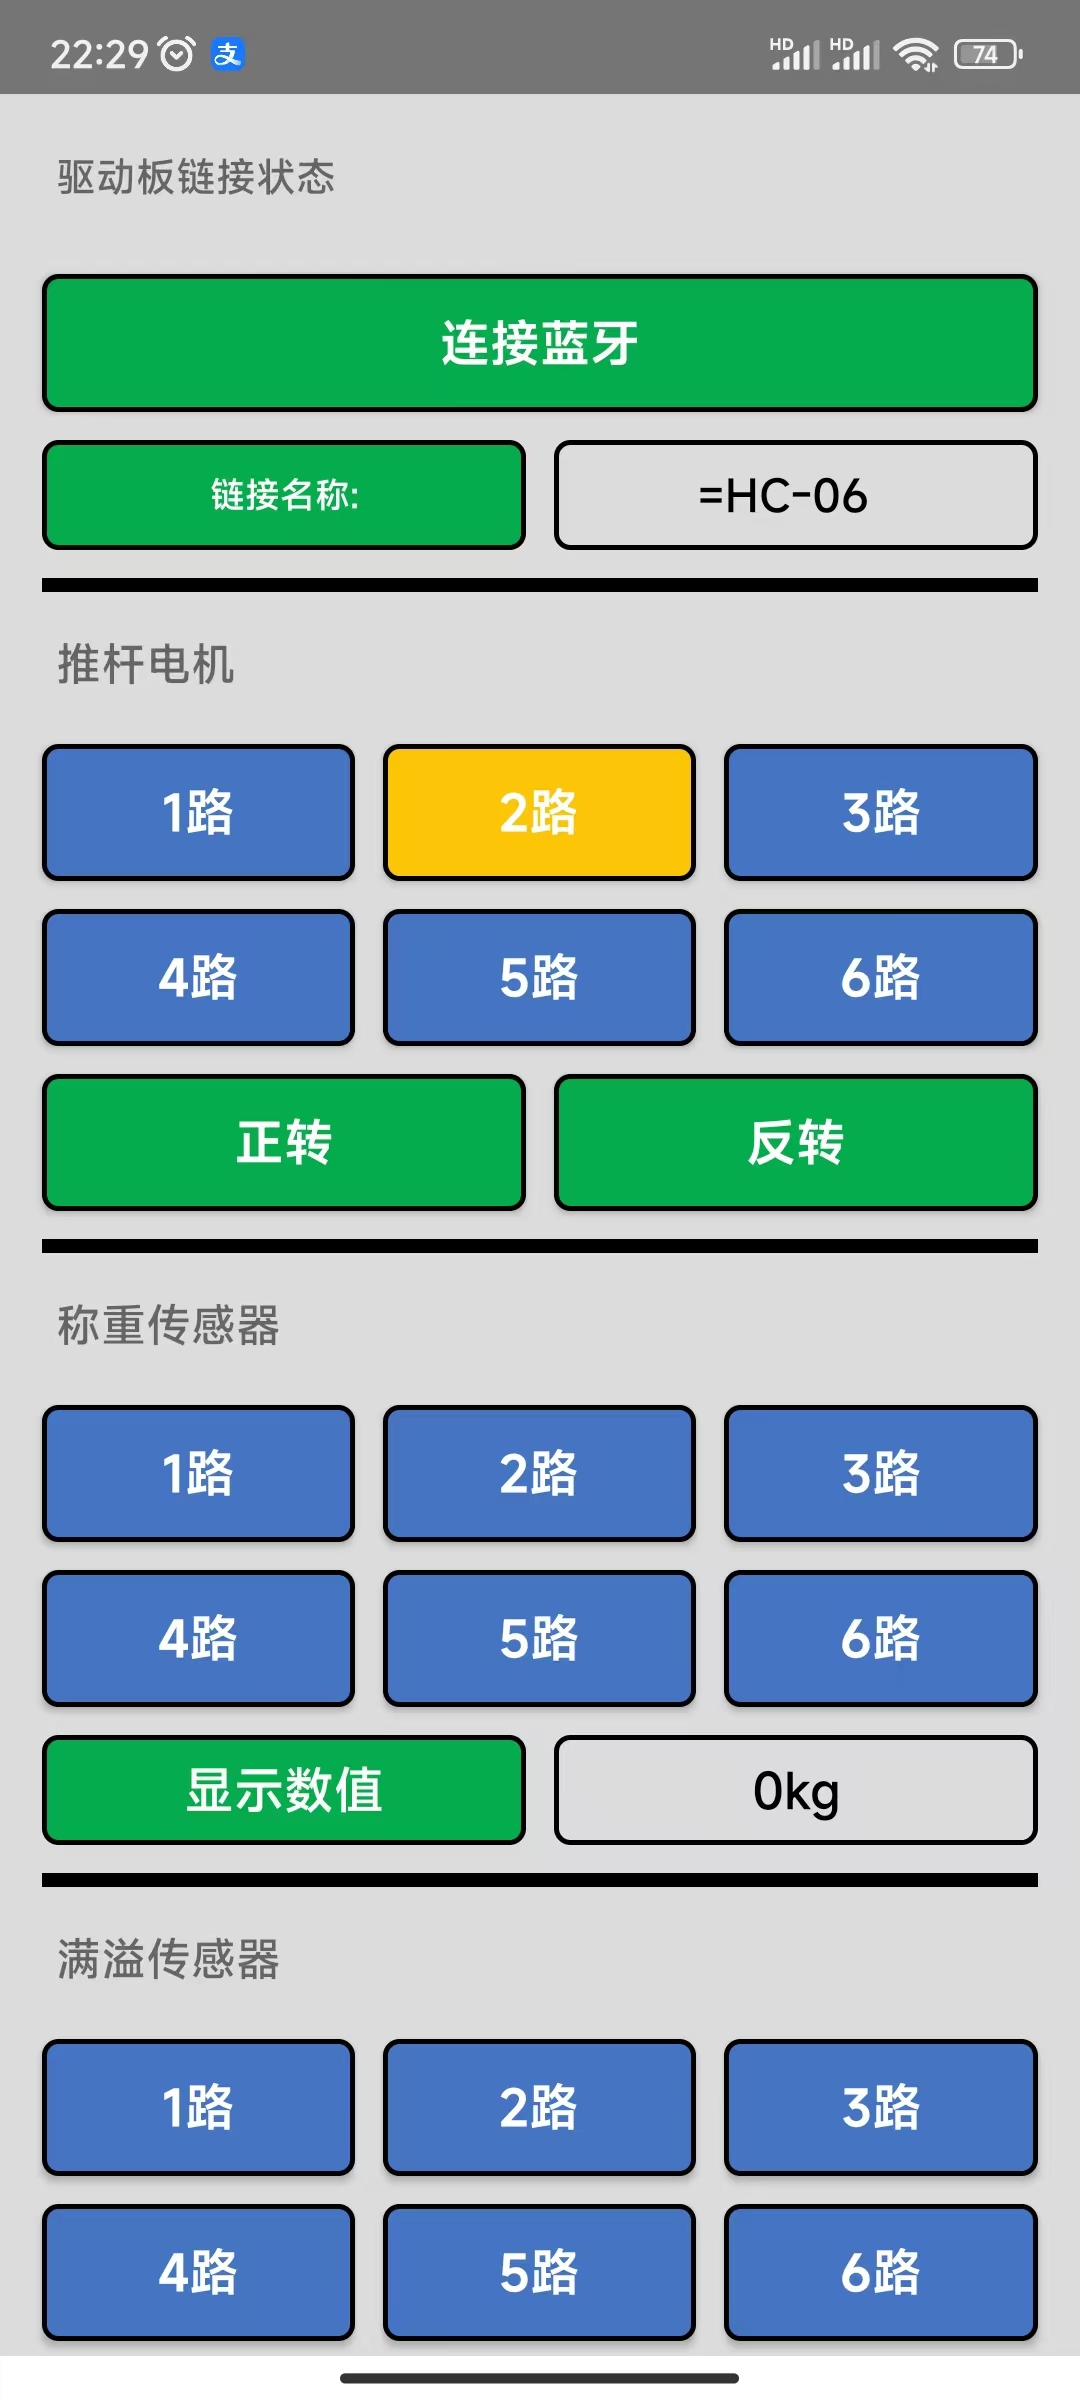 22:29 支 HD HD 74
驱动板链接状态
连接蓝牙
链接名称: =HC-06
推杆电机
1路 2路 3路
4路 5路 6路
正转 反转
称重传感器
1路 2路 3路
4路 5路 6路
显示数值 0kg
满溢传感器
1路 2路 3路
4路 5路 6路